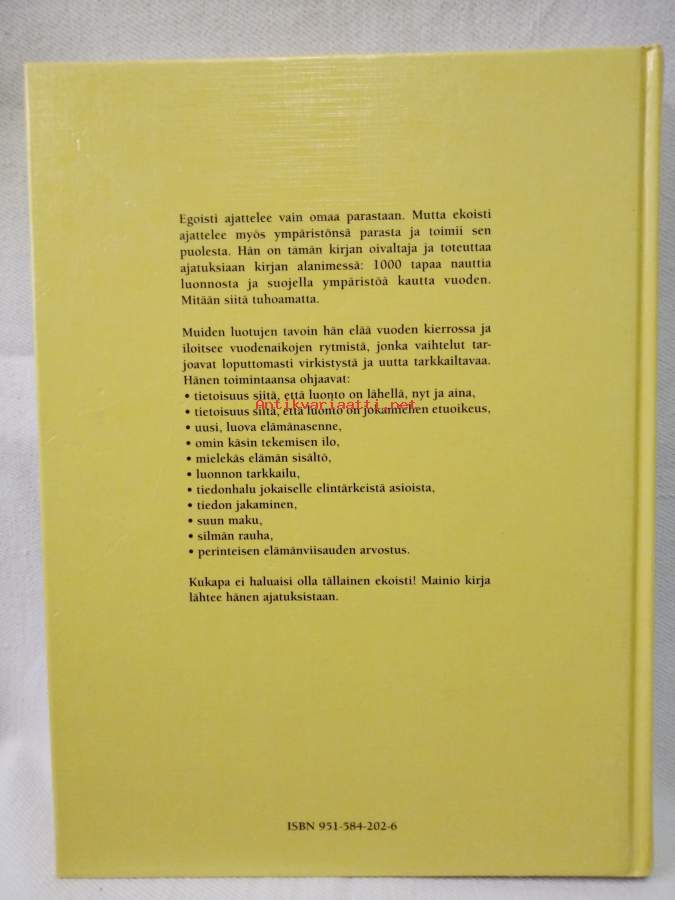 Egoisti ajattelee vain omaa parastaan. Mutta ekoisti
ajattelee myös ympäristönsä parasta ja toimii sen
puolesta. Hän on tämän kirjan oivaltaja ja toteuttaa
ajatuksiaan kirjan alanimessä: 1000 tapaa nauttia
luonnosta ja suojella ympäristöä kautta vuoden.
Mitään siitä tuhoamatta.
Muiden luotujen tavoin hän elää vuoden kierrossa ja
iloitsee vuodenaikojen rytmistä, jonka vaihtelut tar-
joavat loputtomasti virkistystä ja uutta tarkkailtavaa.
Hänen toimintaansa ohjaavat:
• tietoisuus siitä, että luonto on lähellä, nyt ja aina,
Antikvariaatti.net
• tietoisuus siitä, että luonto on jokamiehen etuoikeus,
• uusi, luova elämänasenne,
• omin käsin tekemisen ilo,
• mielekäs elämän sisältö,
• luonnon tarkkailu,
• tiedonhalu jokaiselle elintärkeistä asioista,
• tiedon jakaminen,
• suun maku,
• silmän rauha,
• perinteisen elämänviisauden arvostus.
Kukapa ei haluaisi olla tällainen ekoisti! Mainio kirja
lähtee hänen ajatuksistaan.
ISBN 951-584-202-6